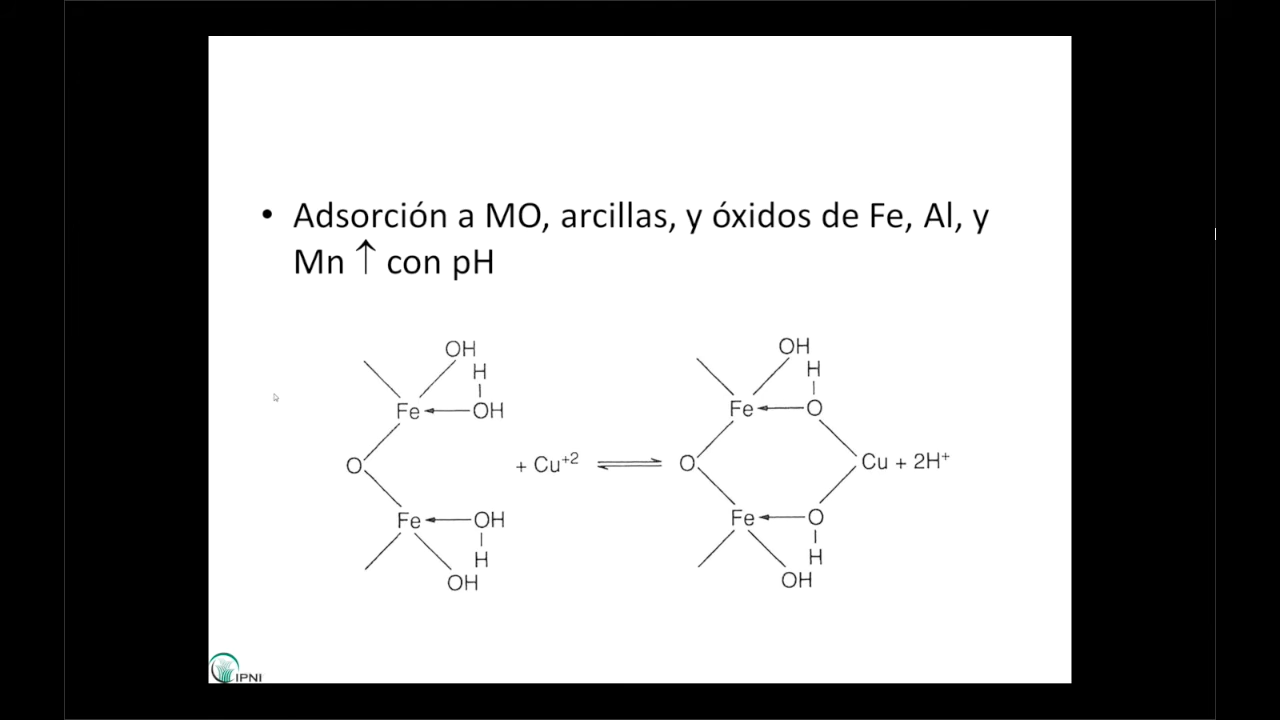 • Adsorción a MO, arcillas, y óxidos de Fe, Al, y
Mn ↑ con pH
OH
H
Fe OH
O
Fe OH
H
OH
+ Cu+2
OH
H
Fe O
O Cu + 2H+
Fe O
H
OH
IPNI